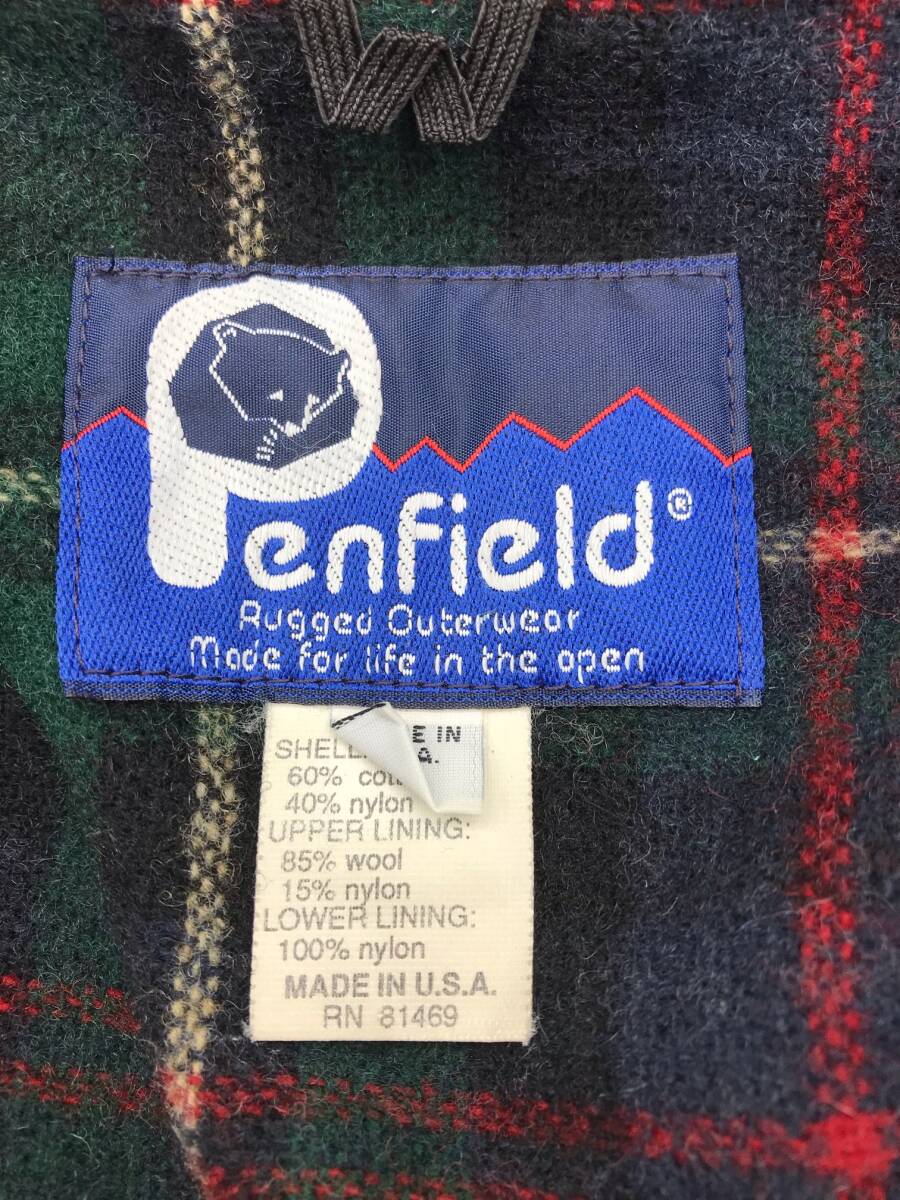 Penfield®
Rugged Outerwear
Made for life in the open
E IN
A.
SHELL
60%
40% nylon
UPPER LINING:
85% wool
15% nylon
LOWER LINING:
100% nylon
MADE IN U.S.A.
RN 81469